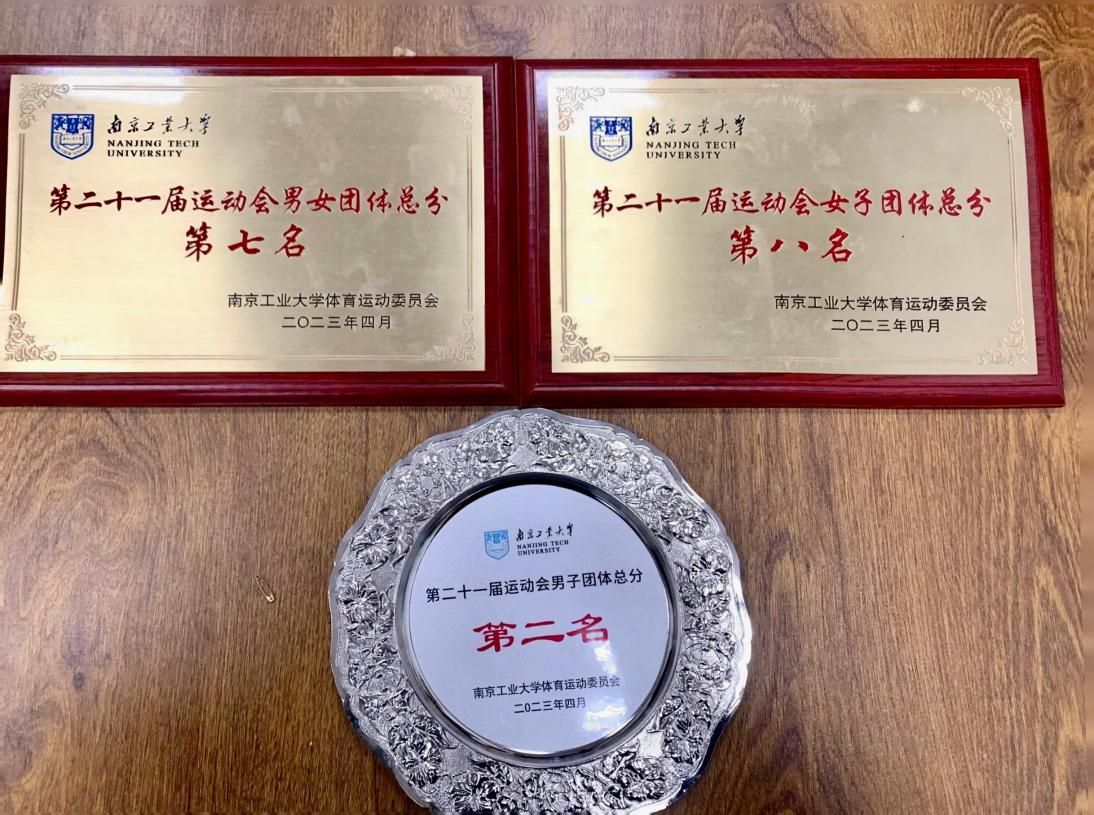 南京工业大学
NANJING TECH
UNIVERSITY
第二十一届运动会男女团体总分
第七名
南京工业大学体育运动委员会
二〇二三年四月
南京工业大学
NANJING TECH
UNIVERSITY
第二十一届运动会女子团体总分
第八名
南京工业大学体育运动委员会
二〇二三年四月
南京工业大学
NANJING TECH
UNIVERSITY
第二十一届运动会男子团体总分
第二名
南京工业大学体育运动委员会
二0二三年四月